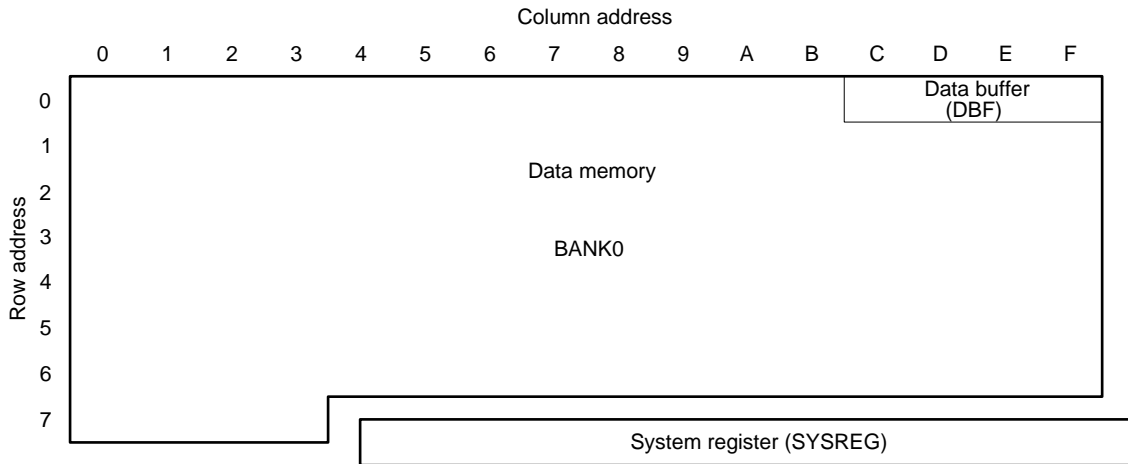 Column address
0 1 2 3 4 5 6 7 8 9 A B C D E F
Row address
0
1
2
3
4
5
6
7
Data buffer
(DBF)
Data memory
BANK0
System register (SYSREG)